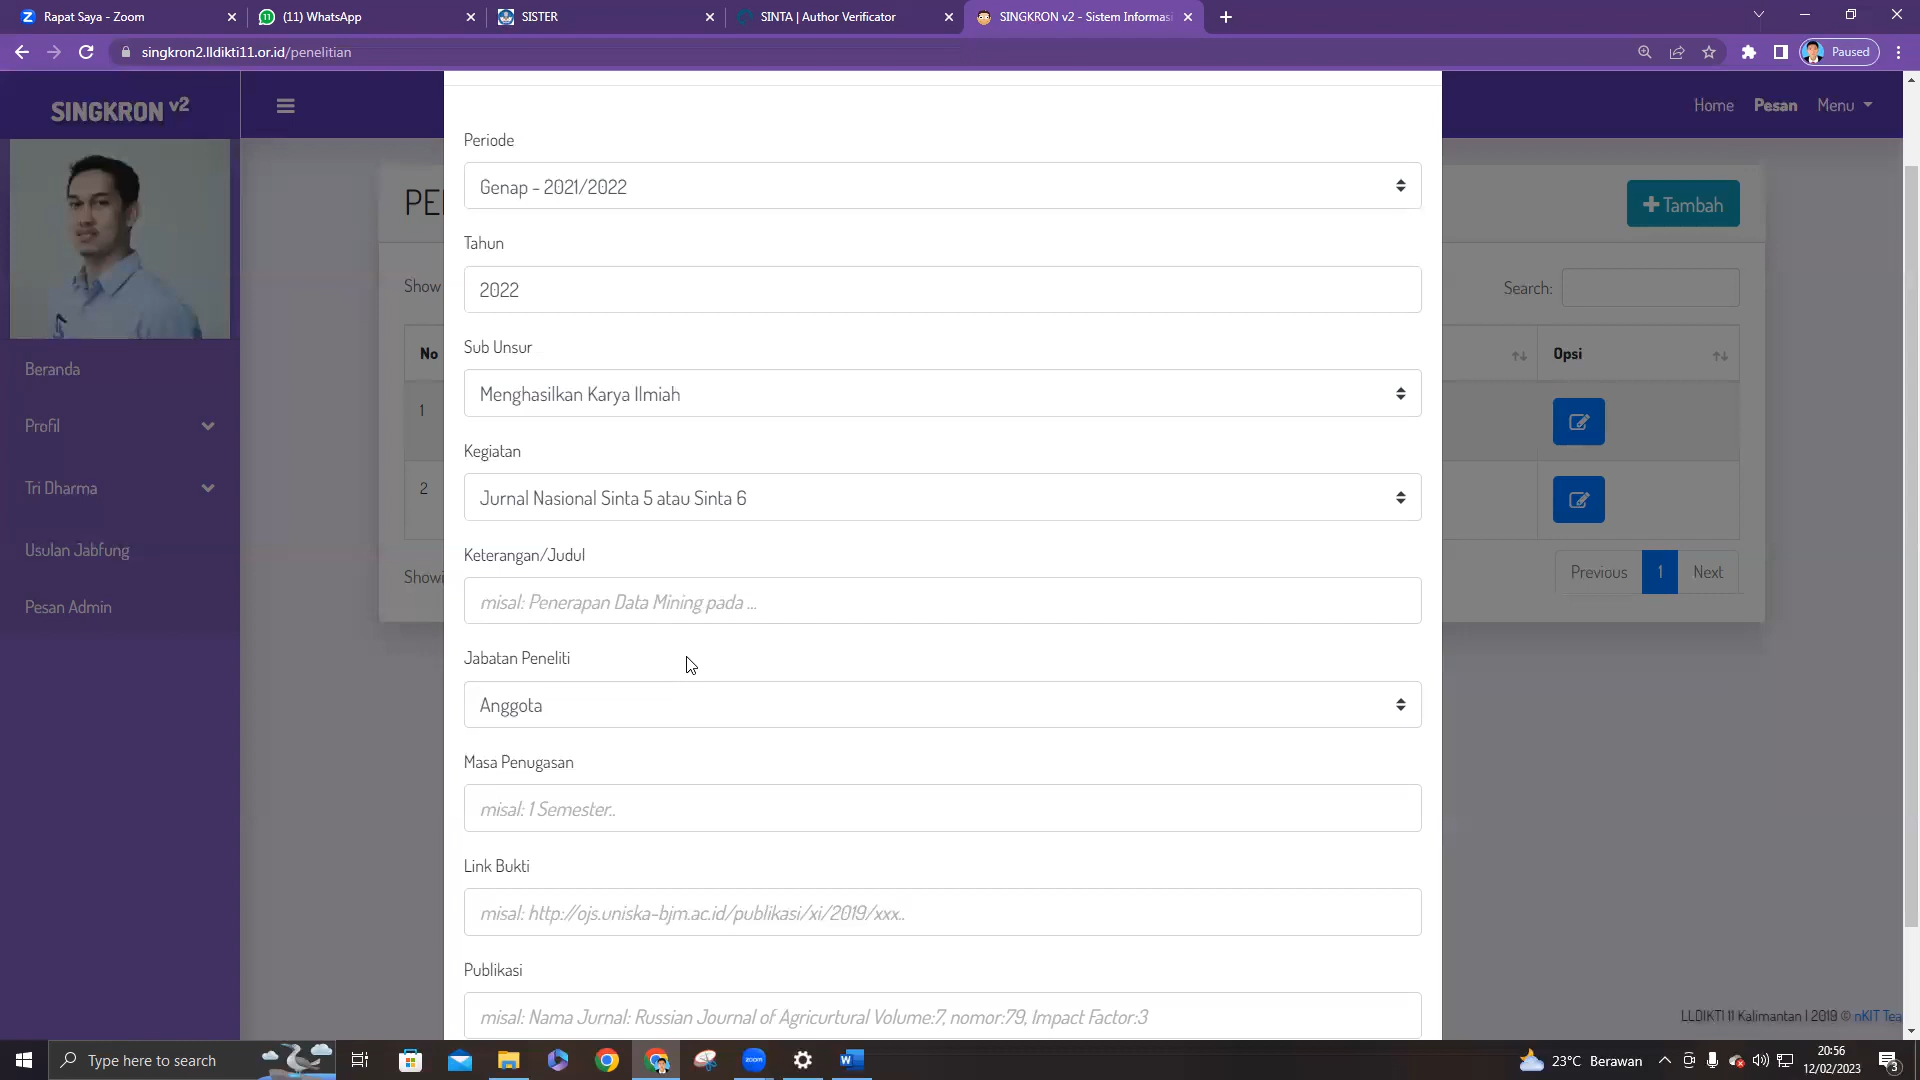 Rapat Saya - Zoom
(11) WhatsApp
SISTER
SINTA | Author Verificator
SINGKRON v2 - Sistem Informas
singkron2.lldikti11.or.id/penelitian
Paused
SINGKRON v2
Home
Pesan
Menu
Beranda
Profil
Tri Dharma
Usulan Jabfung
Pesan Admin
PE
Tambah
Show
Search:
No
Opsi
1
2
Showi
Previous
1
Next
Periode
Genap - 2021/2022
Tahun
2022
Sub Unsur
Menghasilkan Karya Ilmiah
Kegiatan
Jurnal Nasional Sinta 5 atau Sinta 6
Keterangan/Judul
misal: Penerapan Data Mining pada ...
Jabatan Peneliti
Anggota
Masa Penugasan
misal: 1 Semester..
Link Bukti
misal: http://ojs.uniska-bjm.ac.id/publikasi/xi/2019/xxx..
Publikasi
misal: Nama Jurnal: Russian Journal of Agricurtural Volume:7, nomor:79, Impact Factor:3
LLDIKTI 11 Kalimantan | 2019 © nKIT Tea
Type here to search
zoom
23°C Berawan
20:56
12/02/2023
3